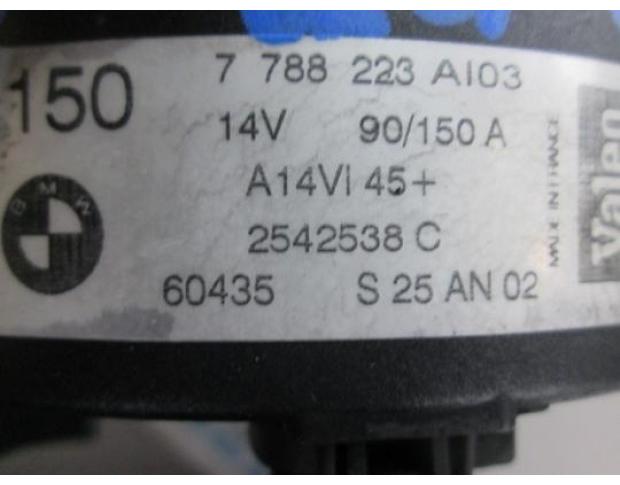 150
7 788 223 AI03
14V 90/150 A
A14VI 45+
2542538 C
60435 S 25 AN 02
BMW
MADE IN FRANCE
Valeo